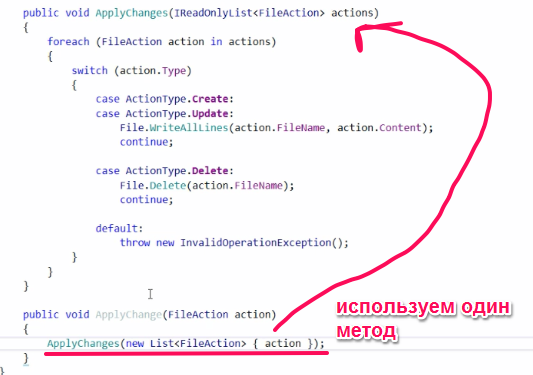 public void ApplyChanges(IReadOnlyList<FileAction> actions)
{
foreach (FileAction action in actions)
{
switch (action.Type)
{
case ActionType.Create:
case ActionType.Update:
File.WriteAllLines(action.FileName, action.Content);
continue;
case ActionType.Delete:
File.Delete(action.FileName);
continue;
default:
throw new InvalidOperationException();
}
}
}
public void ApplyChange(FileAction action)
{
ApplyChanges(new List<FileAction> { action });
}
}
используем один
метод